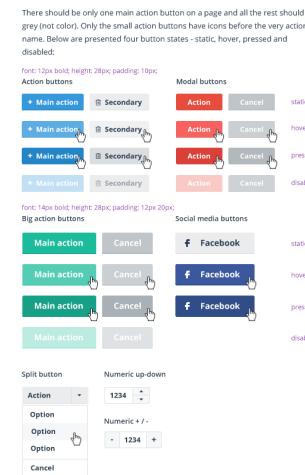 There should be only one main action button on a page and all the rest should
grey (not color). Only the small action buttons have icons before the very action
name. Below are presented four button states - static, hover, pressed and
disabled:
font: 12px bold; height: 28px; padding: 10px;
Action buttons Modal buttons
+ Main action Secondary Action Cancel stati
+ Main action Secondary Action Cancel hove
+ Main action Secondary Action Cancel pres
+ Main action Secondary Action Cancel disal
font: 14px bold; height: 28px; padding: 12px 20px;
Big action buttons Social media buttons
Main action Cancel f Facebook stati
Main action Cancel f Facebook hove
Main action Cancel f Facebook pres
Main action Cancel disal
Split button Numeric up-down
Action 1234
Option
Option Numeric + / -
Option - 1234 +
Cancel